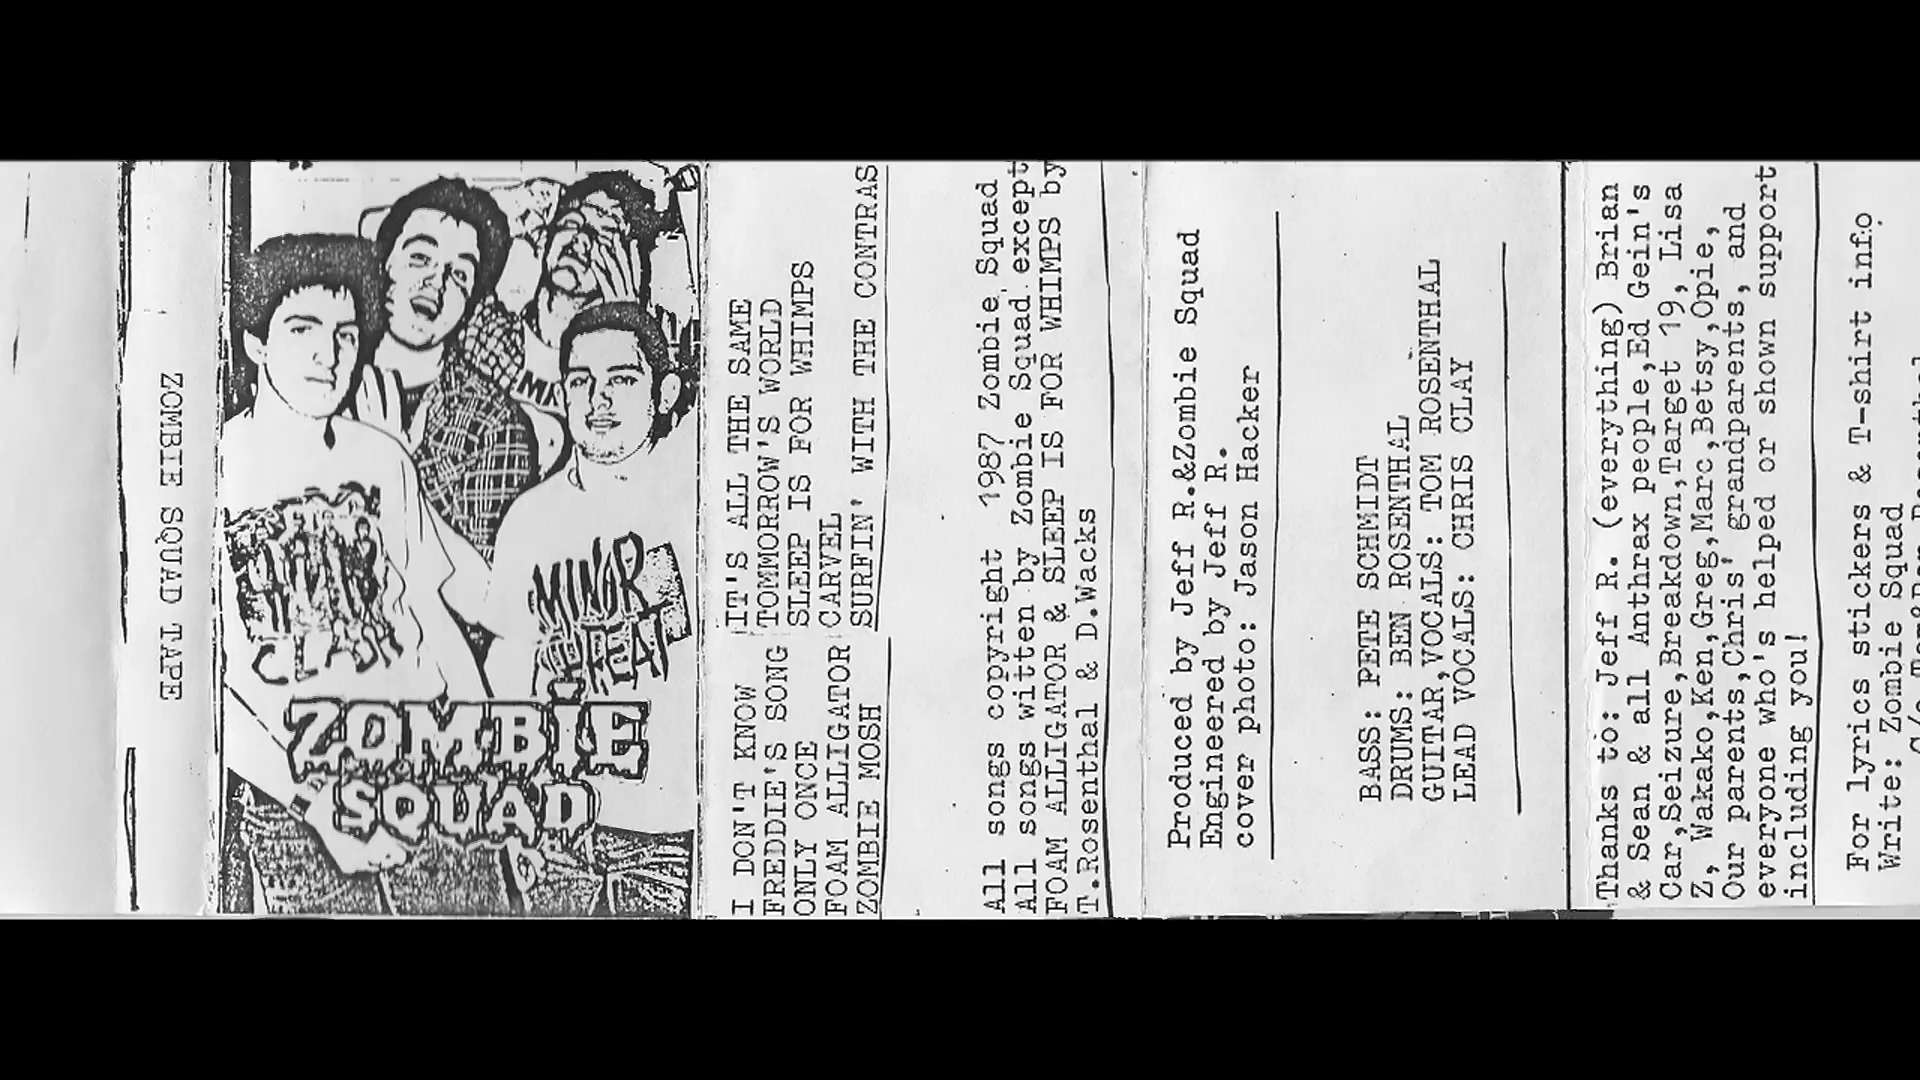 ZOMBIE SQUAD TAPE
CLASH
MINOR
THREAT
ZOMBIE
SQUAD
I DON'T KNOW
FREDDIE'S SONG
ONLY ONCE
FOAM ALLIGATOR
ZOMBIE MOSH
IT'S ALL THE SAME
TOMMORROW'S WORLD
SLEEP IS FOR WHIMPS
CARVEL
SURFIN' WITH THE CONTRAS
All songs copyright 1987 Zombie Squad
All songs witten by Zombie Squad except
FOAM ALLIGATOR & SLEEP IS FOR WHIMPS by
T.Rosenthal & D.Wacks
Produced by Jeff R.&Zombie Squad
Engineered by Jeff R.
cover photo: Jason Hacker
BASS: PETE SCHMIDT
DRUMS: BEN ROSENTHAL
GUITAR,VOCALS: TOM ROSENTHAL
LEAD VOCALS: CHRIS CLAY
Thanks to: Jeff R. (everything) Brian
& Sean & all Anthrax people,Ed Gein's
Car,Seizure,Breakdown,Target 19, Lisa
Z, Wakako,Ken,Greg,Marc,Betsy,Opie,
Our parents,Chris' grandparents, and
everyone who's helped or shown support
including you!
For lyrics stickers & T-shirt info
Write: Zombie Squad